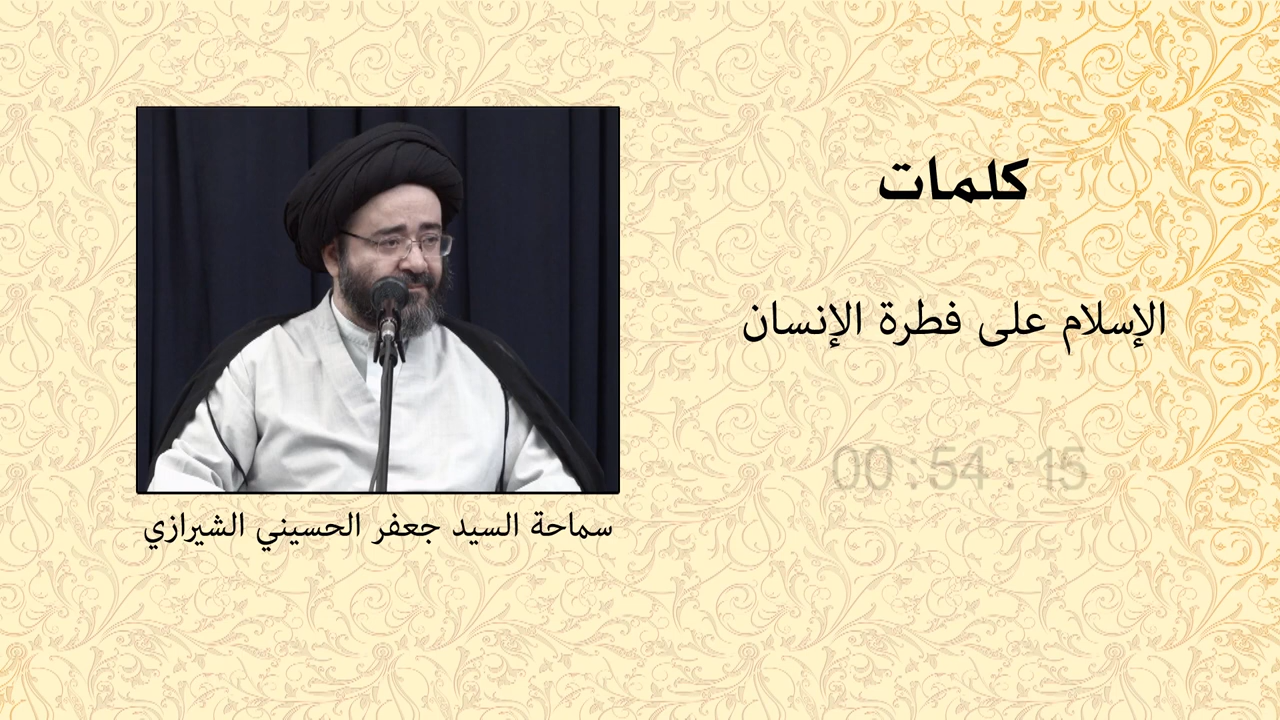 كلمات
الإسلام على فطرة الإنسان
00 : 54 : 15
سماحة السيد جعفر الحسيني الشيرازي